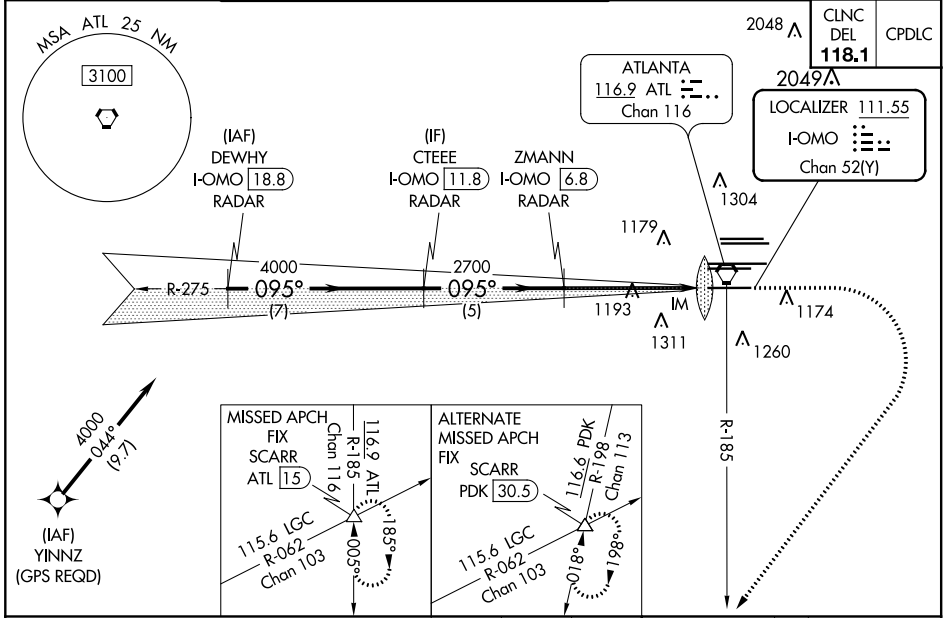 MSA ATL 25 NM
3100
2048
CLNC
DEL
118.1
CPDLC
2049
ATLANTA
116.9 ATL
Chan 116
LOCALIZER 111.55
I-OMO
Chan 52(Y)
(IAF)
DEWHY
I-OMO 18.8
RADAR
(IF)
CTEEE
I-OMO 11.8
RADAR
ZMANN
I-OMO 6.8
RADAR
1304
1179
4000
2700
R-275
095°
095°
(7)
(5)
1193
IM
1174
1311
1260
R-185
4000
044°
(9.7)
(IAF)
YINNZ
(GPS REQD)
MISSED APCH
FIX
SCARR
ATL 15
116.9 ATL
R-185
Chan 116
115.6 LGC
R-062
Chan 103
005°
185°
ALTERNATE
MISSED APCH
FIX
SCARR
PDK 30.5
116.6 PDK
R-198
Chan 113
115.6 LGC
R-062
Chan 103
018°
198°